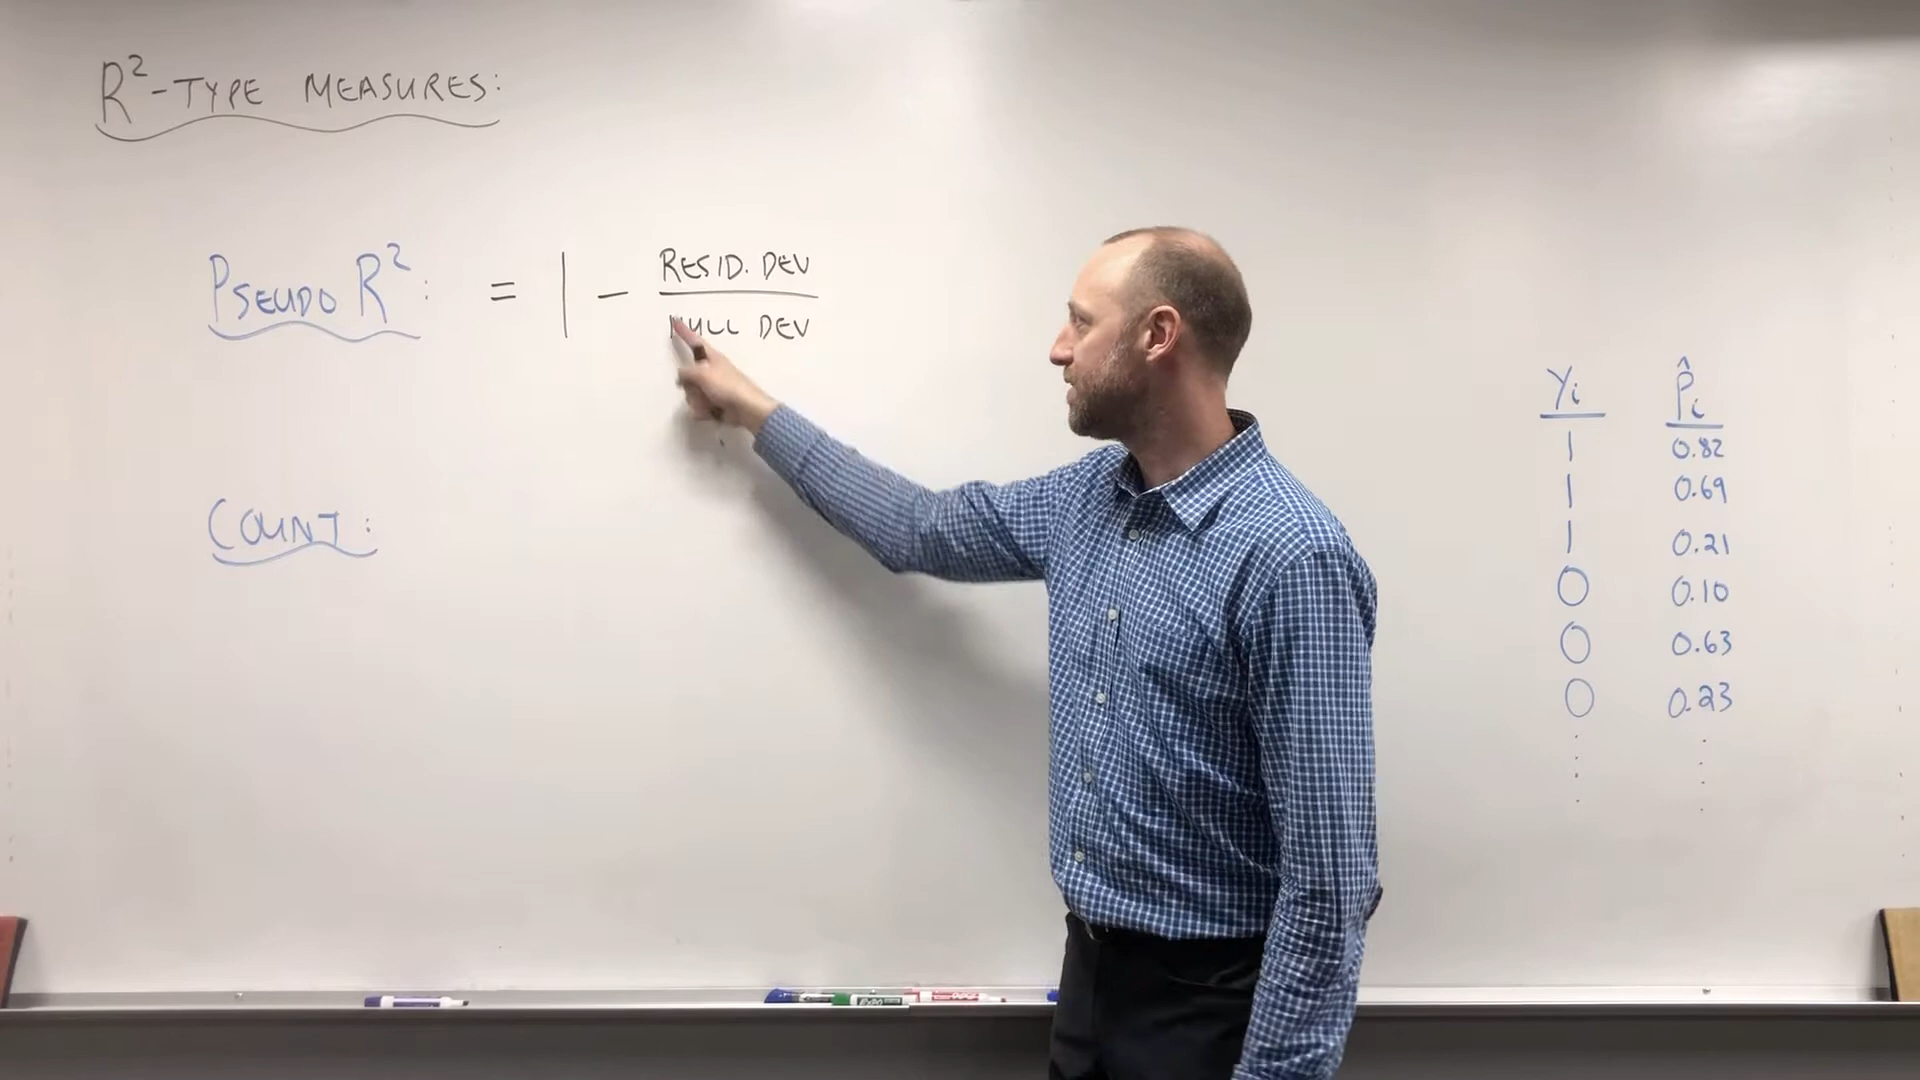 R²-TYPE MEASURES:
PSEUDO R²: = 1 - RESID. DEV
NULL DEV
COUNT:
Yi P̂i
1 0.82
1 0.69
1 0.21
0 0.10
0 0.63
0 0.23
EXPO